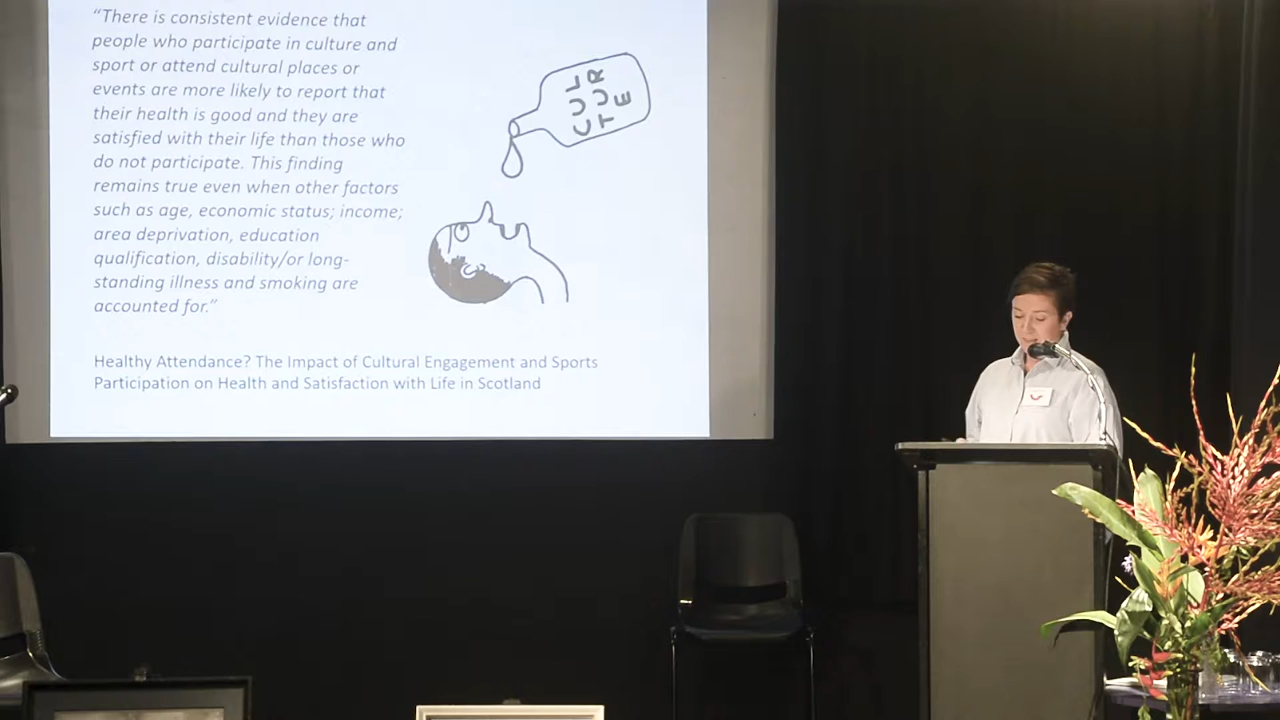 “There is consistent evidence that
people who participate in culture and
sport or attend cultural places or
events are more likely to report that
their health is good and they are
satisfied with their life than those who
do not participate. This finding
remains true even when other factors
such as age, economic status; income;
area deprivation, education
qualification, disability/or long-
standing illness and smoking are
accounted for.”
CUL
TUR
E
Healthy Attendance? The Impact of Cultural Engagement and Sports
Participation on Health and Satisfaction with Life in Scotland